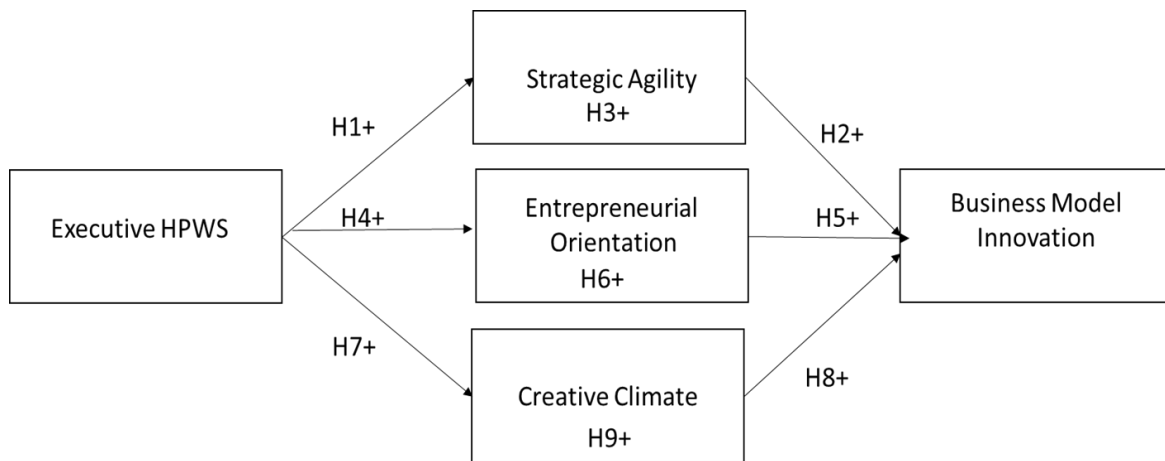 Strategic Agility
H3+
H1+
H2+
Executive HPWS
H4+
Entrepreneurial
Orientation
H6+
H5+
Business Model
Innovation
H7+
Creative Climate
H9+
H8+